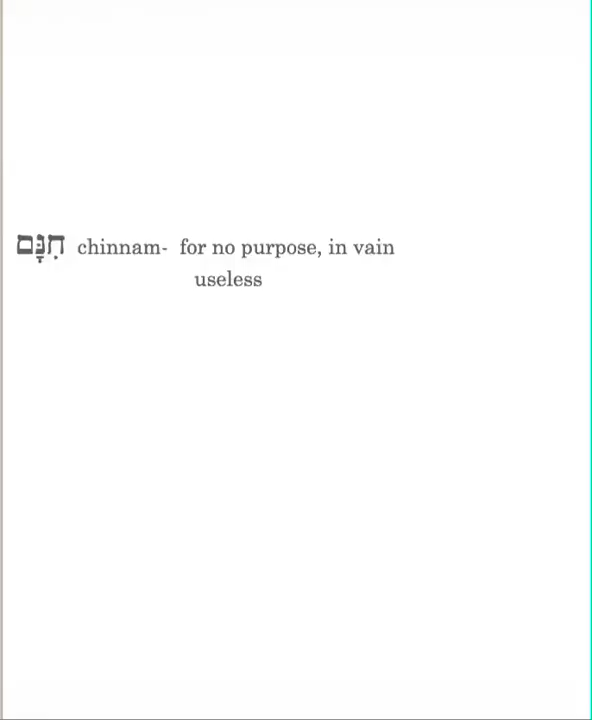 חִנָּם chinnam- for no purpose, in vain
useless